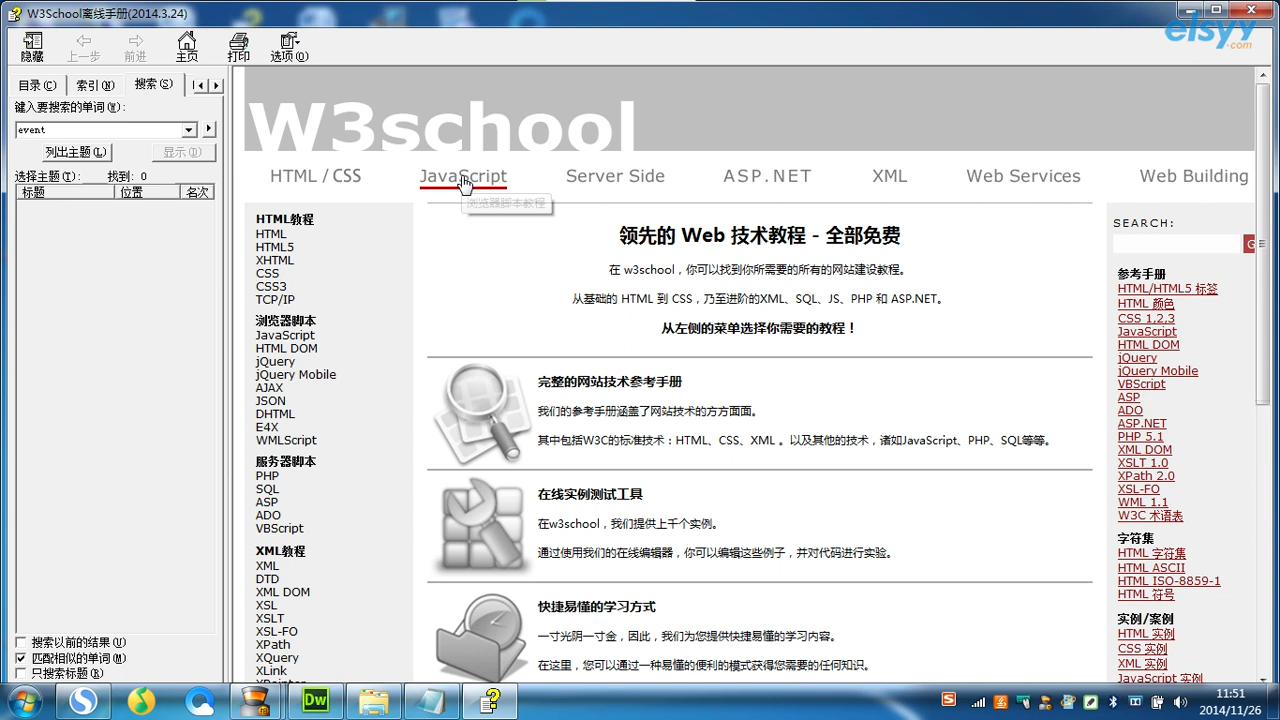 W3School离线手册(2014.3.24)
elsyy.com
隐藏 上一步 前进 主页 打印 选项(O)
目录(C) 索引(N) 搜索(S)
键入要搜索的单词(W):
event
列出主题(L) 显示(D)
选择主题(T): 找到: 0
标题 位置 名次
搜索以前的结果(U)
匹配相似的单词(M)
只搜索标题(R)
W3school
HTML / CSS JavaScript Server Side ASP.NET XML Web Services Web Building
浏览器脚本教程
HTML教程
HTML
HTML5
XHTML
CSS
CSS3
TCP/IP
浏览器脚本
JavaScript
HTML DOM
jQuery
jQuery Mobile
AJAX
JSON
DHTML
E4X
WMLScript
服务器脚本
PHP
SQL
ASP
ADO
VBScript
XML教程
XML
DTD
XML DOM
XSL
XSLT
XSL-FO
XPath
XQuery
XLink
领先的 Web 技术教程 - 全部免费
在 w3school，你可以找到你所需要的所有的网站建设教程。
从基础的 HTML 到 CSS，乃至进阶的XML、SQL、JS、PHP 和 ASP.NET。
从左侧的菜单选择你需要的教程！
完整的网站技术参考手册
我们的参考手册涵盖了网站技术的方方面面。
其中包括W3C的标准技术：HTML、CSS、XML 。以及其他的技术，诸如JavaScript、PHP、SQL等等。
在线实例测试工具
在w3school，我们提供上千个实例。
通过使用我们的在线编辑器，你可以编辑这些例子，并对代码进行实验。
快捷易懂的学习方式
一寸光阴一寸金，因此，我们为您提供快捷易懂的学习内容。
在这里，您可以通过一种易懂的便利的模式获得您需要的任何知识。
SEARCH:
参考手册
HTML/HTML5 标签
HTML 颜色
CSS 1,2,3
JavaScript
HTML DOM
jQuery
jQuery Mobile
VBScript
ASP
ADO
ASP.NET
PHP 5.1
XML DOM
XSLT 1.0
XPath 2.0
XSL-FO
WML 1.1
W3C 术语表
字符集
HTML 字符集
HTML ASCII
HTML ISO-8859-1
HTML 符号
实例/案例
HTML 实例
CSS 实例
XML 实例
JavaScript 实例
Dw
11:51
2014/11/26